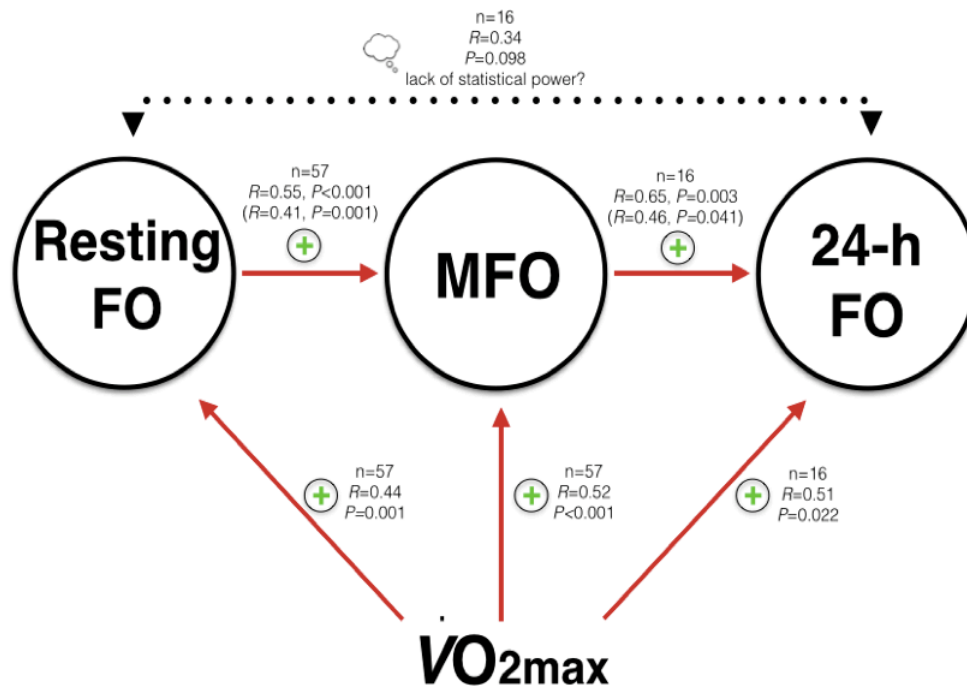 n=16
R=0.34
P=0.098
lack of statistical power?
n=57
R=0.55, P<0.001
(R=0.41, P=0.001)
+
n=16
R=0.65, P=0.003
(R=0.46, P=0.041)
+
Resting
FO
MFO
24-h
FO
n=57
R=0.44
P=0.001
+
n=57
R=0.52
P<0.001
+
n=16
R=0.51
P=0.022
+
V̇O2max